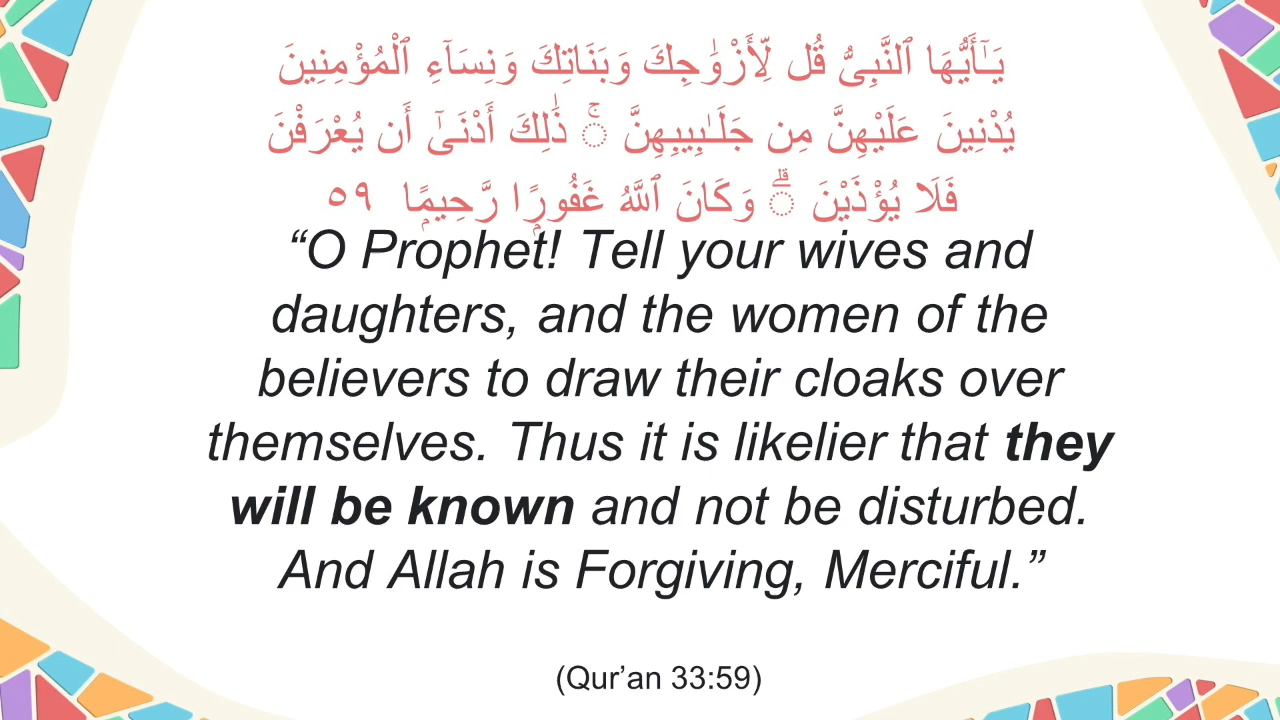 يَـٰٓأَيُّهَا ٱلنَّبِىُّ قُل لِّأَزْوَٰجِكَ وَبَنَاتِكَ وَنِسَآءِ ٱلْمُؤْمِنِينَ
يُدْنِينَ عَلَيْهِنَّ مِن جَلَـٰبِيبِهِنَّ ۚ ذَٰلِكَ أَدْنَىٰٓ أَن يُعْرَفْنَ
فَلَا يُؤْذَيْنَ ۗ وَكَانَ ٱللَّهُ غَفُورًۭا رَّحِيمًۭا ٥٩
“O Prophet! Tell your wives and
daughters, and the women of the
believers to draw their cloaks over
themselves. Thus it is likelier that they
will be known and not be disturbed.
And Allah is Forgiving, Merciful.”
(Qur’an 33:59)